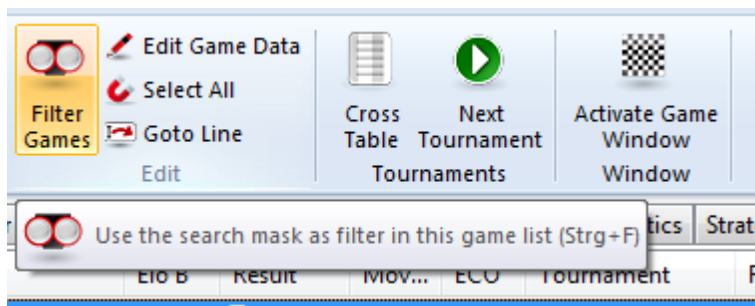 Edit Game Data
Select All
Filter Games
Goto Line
Edit
Cross Table
Next Tournament
Tournaments
Activate Game Window
Window
Use the search mask as filter in this game list (Strg+F)
tics
Strat
Elo B
Result
Mov...
ECO
Tournament